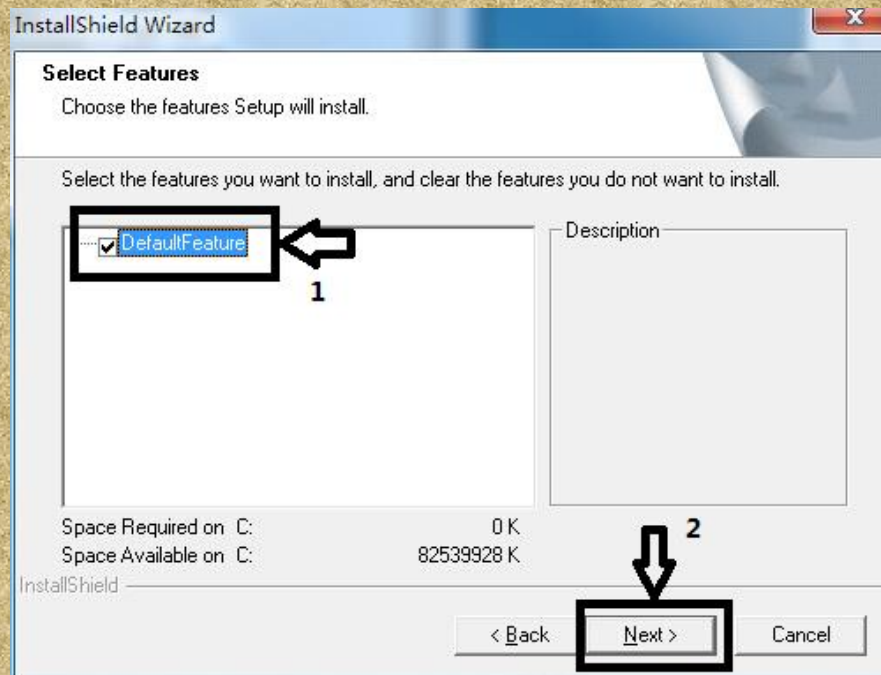 InstallShield Wizard
Select Features
Choose the features Setup will install.
Select the features you want to install, and clear the features you do not want to install.
DefaultFeature
Description
1
Space Required on C: 0 K
Space Available on C: 82539928 K
2
InstallShield
< Back Next > Cancel